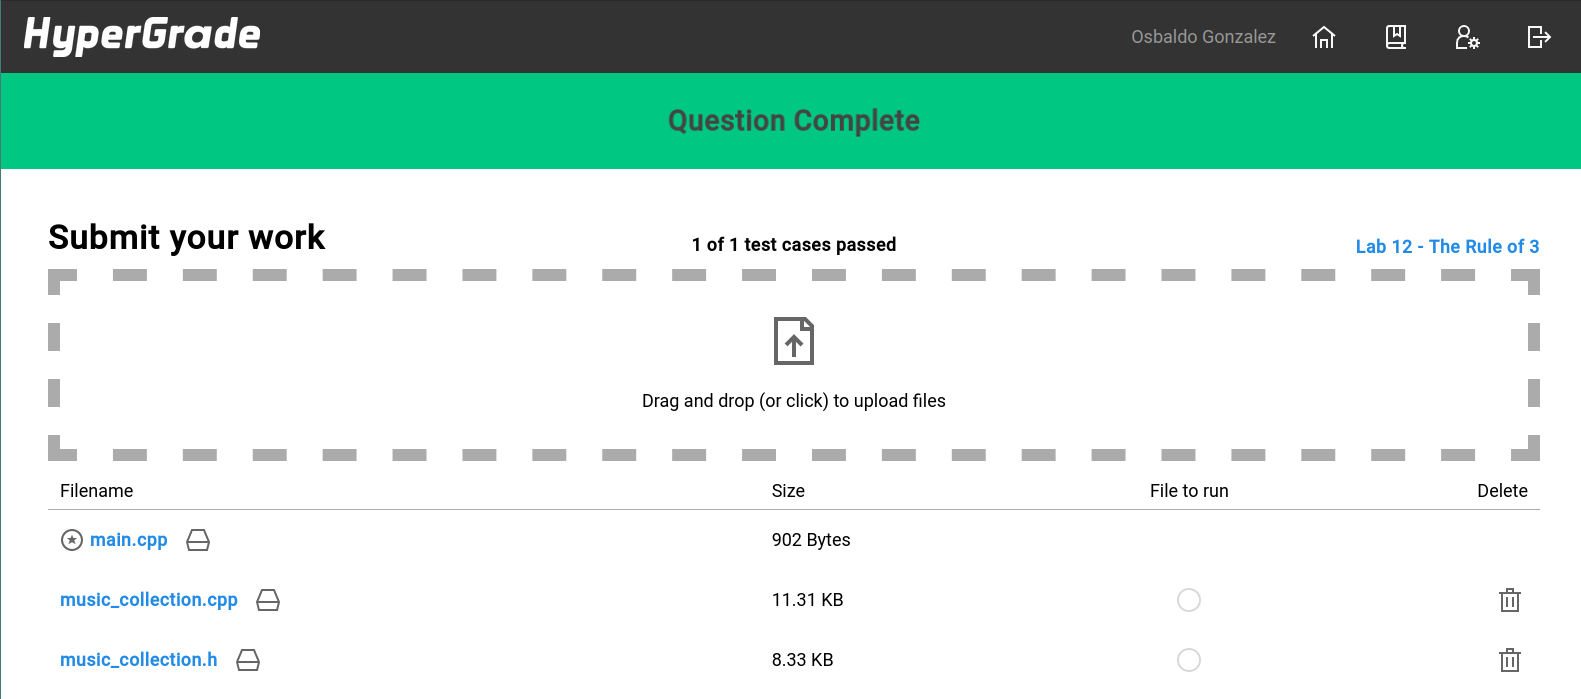 HyperGrade
Osbaldo Gonzalez
Question Complete
Submit your work
1 of 1 test cases passed
Lab 12 - The Rule of 3
Drag and drop (or click) to upload files
Filename Size File to run Delete
main.cpp 902 Bytes
music_collection.cpp 11.31 KB
music_collection.h 8.33 KB